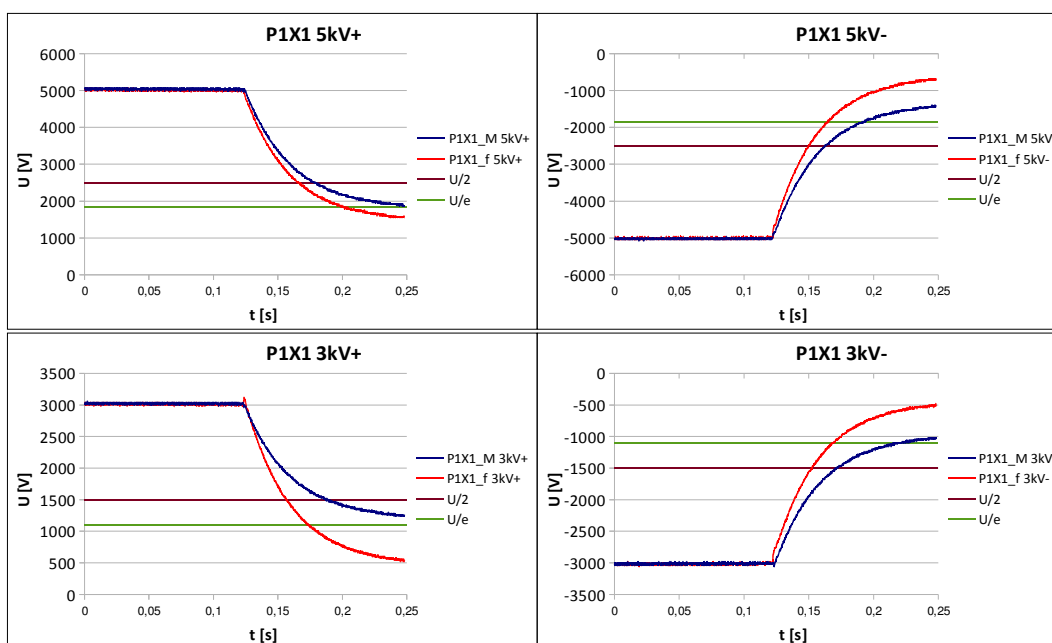 P1X1 5kV+
6000
5000
4000
3000
2000
1000
0
U [V]
0 0,05 0,1 0,15 0,2 0,25
t [s]
P1X1_M 5kV+
P1X1_f 5kV+
U/2
U/e
P1X1 5kV-
0
-1000
-2000
-3000
-4000
-5000
-6000
U [V]
0 0,05 0,1 0,15 0,2 0,25
t [s]
P1X1_M 5kV
P1X1_f 5kV-
U/2
U/e
P1X1 3kV+
3500
3000
2500
2000
1500
1000
500
0
U [V]
0 0,05 0,1 0,15 0,2 0,25
t [s]
P1X1_M 3kV+
P1X1_f 3kV+
U/2
U/e
P1X1 3kV-
0
-500
-1000
-1500
-2000
-2500
-3000
-3500
U [V]
0 0,05 0,1 0,15 0,2 0,25
t [s]
P1X1_M 3kV
P1X1_f 3kV-
U/2
U/e